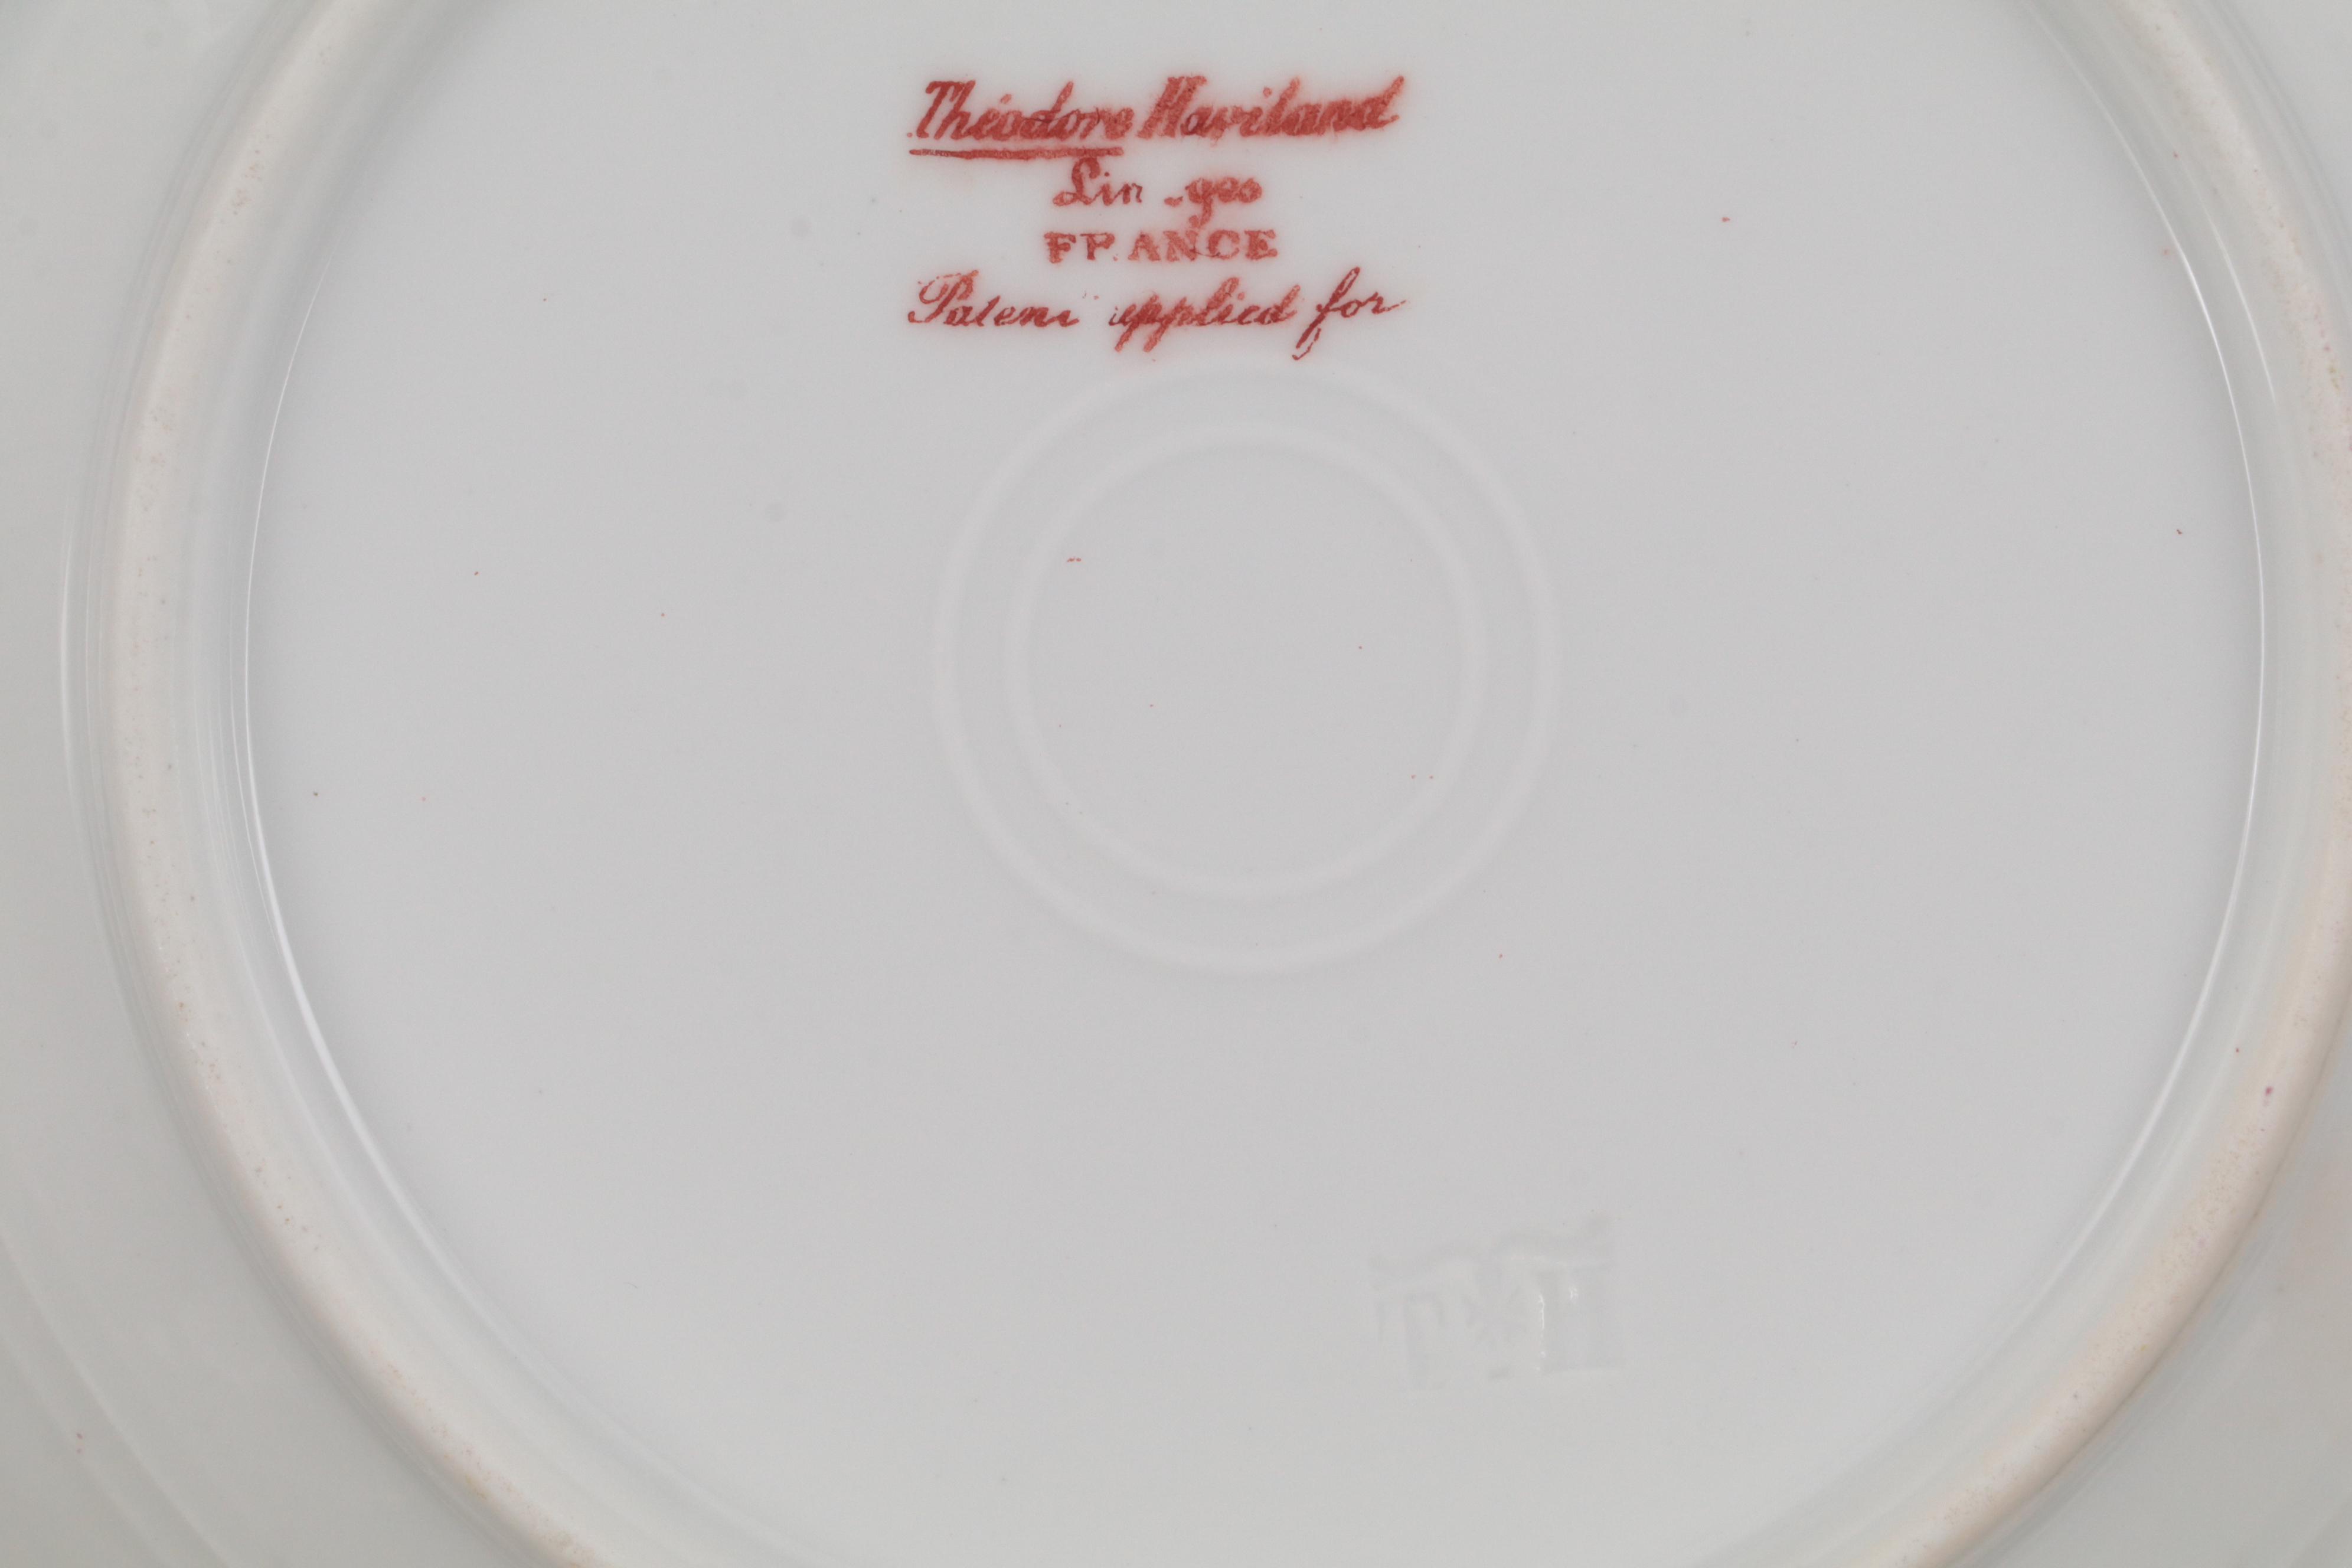 Théodore Haviland
Limoges
FRANCE
Patent applied for